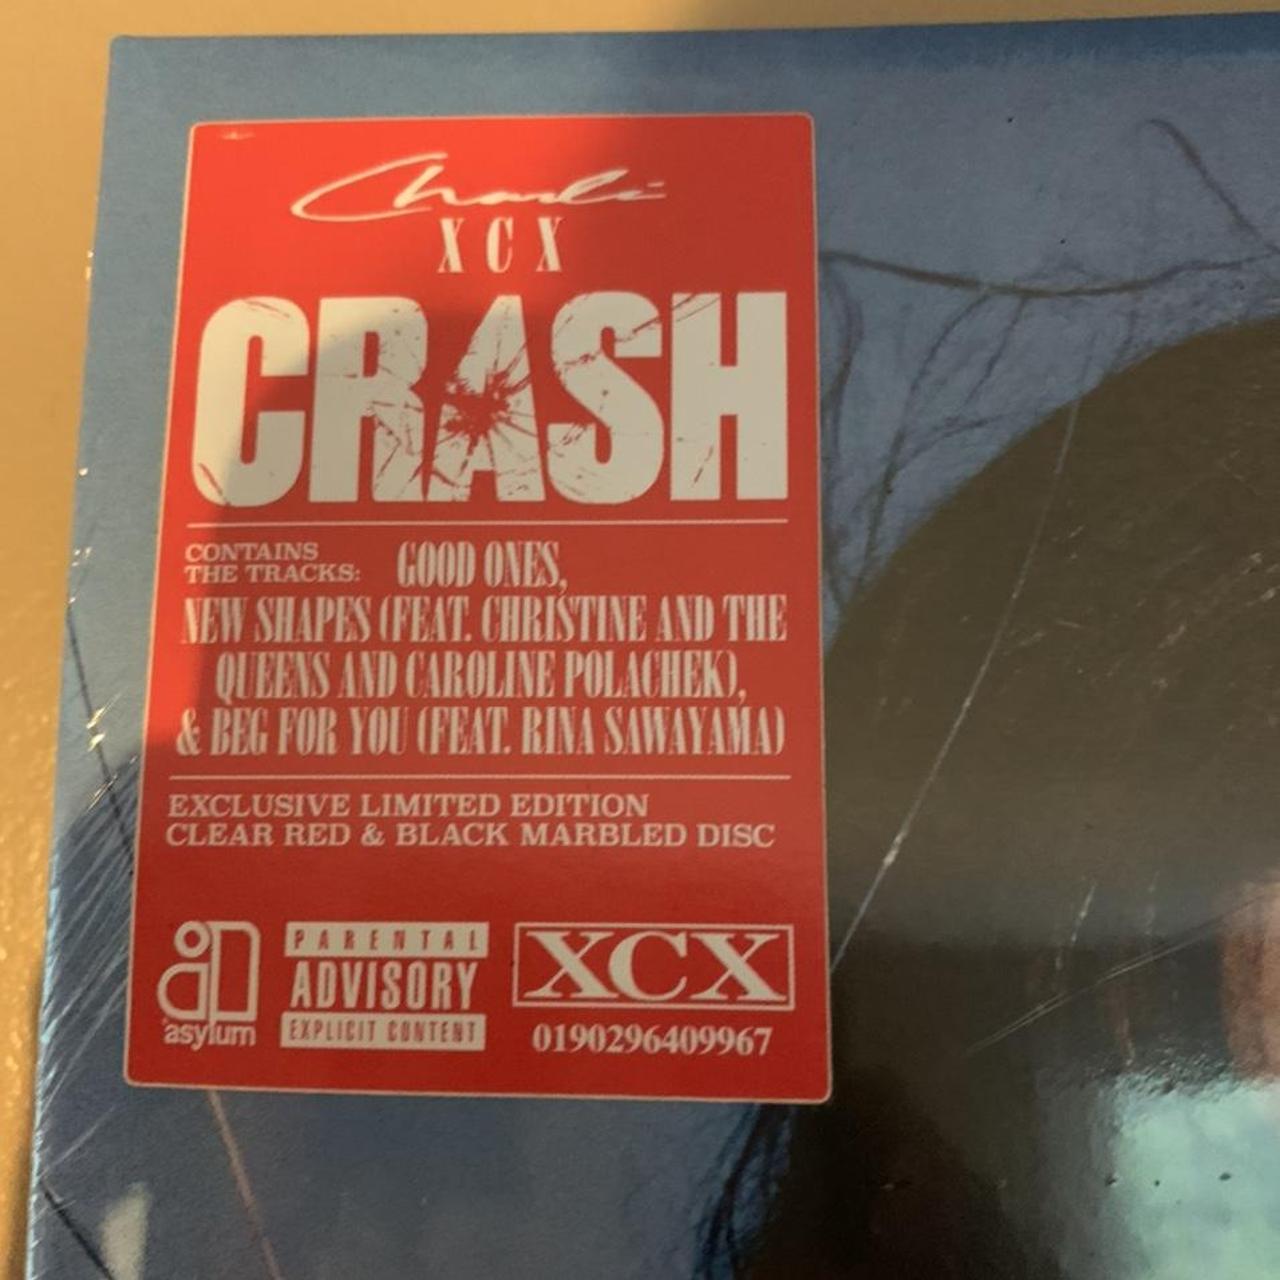 Charli
XCX
CRASH
CONTAINS
THE TRACKS: GOOD ONES,
NEW SHAPES (FEAT. CHRISTINE AND THE
QUEENS AND CAROLINE POLACHEK),
& BEG FOR YOU (FEAT. RINA SAWAYAMA)
EXCLUSIVE LIMITED EDITION
CLEAR RED & BLACK MARBLED DISC
asylum
PARENTAL
ADVISORY
EXPLICIT CONTENT
XCX
0190296409967